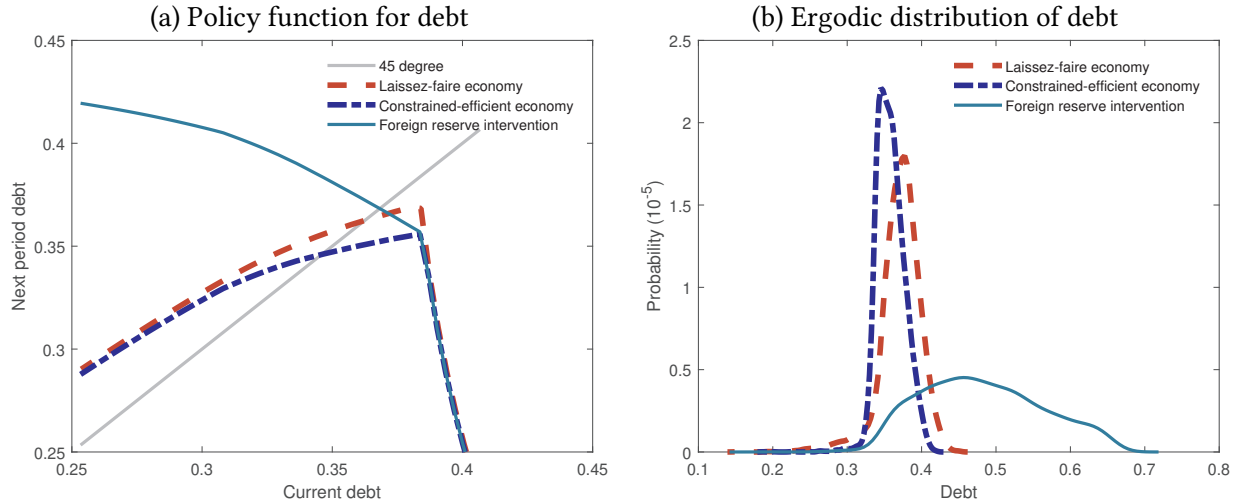 (a) Policy function for debt
0.45
0.4
0.35
0.3
0.25
Next period debt
45 degree
Laissez-faire economy
Constrained-efficient economy
Foreign reserve intervention
0.25 0.3 0.35 0.4 0.45
Current debt
(b) Ergodic distribution of debt
2.5
2
1.5
1
0.5
0
Probability (10-5)
Laissez-faire economy
Constrained-efficient economy
Foreign reserve intervention
0.1 0.2 0.3 0.4 0.5 0.6 0.7 0.8
Debt